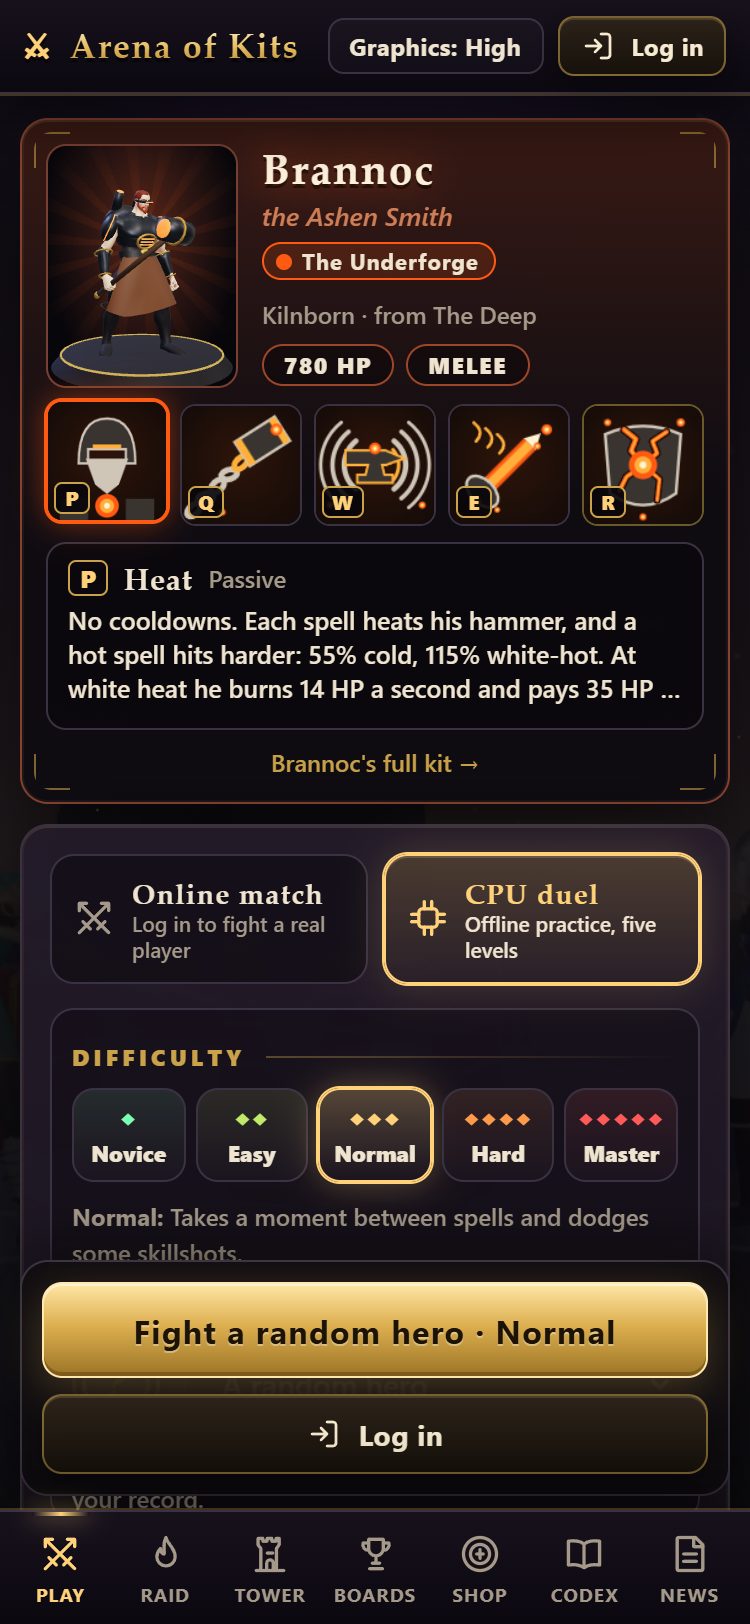 Arena of Kits
Graphics: High
Log in
Brannoc
the Ashen Smith
The Underforge
Kilnborn · from The Deep
780 HP
MELEE
P
Q
W
E
R
P Heat Passive
No cooldowns. Each spell heats his hammer, and a
hot spell hits harder: 55% cold, 115% white-hot. At
white heat he burns 14 HP a second and pays 35 HP ...
Brannoc's full kit →
Online match
Log in to fight a real
player
CPU duel
Offline practice, five
levels
DIFFICULTY
Novice
Easy
Normal
Hard
Master
Normal: Takes a moment between spells and dodges
some skillshots.
Fight a random hero · Normal
A random hero
Log in
your record.
PLAY
RAID
TOWER
BOARDS
SHOP
CODEX
NEWS